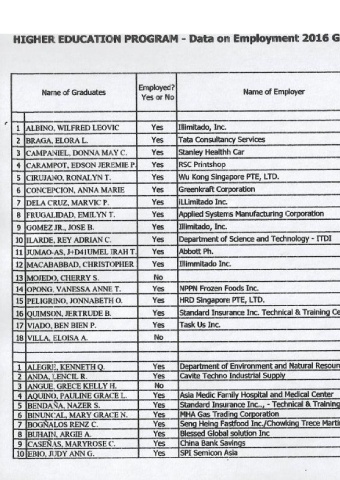 HIGHER EDUCATION PROGRAM - Data on Employment 2016 G
Name of Graduates Employed? Yes or No Name of Employer
1 ALBINO, WILFRED LEOVIC Yes Illimitado, Inc.
2 BRAGA, ELORA L. Yes Tata Consultancy Services
3 CAMPANIEL, DONNA MAY C. Yes Stanley Healthh Car
4 CARAMPOT, EDSON JEREMIE P. Yes RSC Printshop
5 CIRUJANO, RONALYN T. Yes Wu Kong Singapore PTE, LTD.
6 CONCEPCION, ANNA MARIE Yes Greenkraft Corporation
7 DELA CRUZ, MARVIC P. Yes iLLimitado Inc.
8 FRUGALIDAD, EMILYN T. Yes Applied Systems Manufacturing Corporation
9 GOMEZ JR., JOSE B. Yes Illimitado, Inc.
10 ILARDE, REY ADRIAN C. Yes Department of Science and Technology - ITDI
11 JUMAO-AS, J+D41UMEL IRAH T. Yes Abbott Ph.
12 MACABABBAD, CHRISTOPHER Yes Illimmitado Inc.
13 MOJEDO, CHERRY S. No
14 OPONG, VANESSA ANNE T. Yes NPPN Frozen Foods Inc.
15 PELIGRINO, JONNABETH O. Yes HRD Singapore PTE, LTD.
16 QUIMSON, JERTRUDE B. Yes Standard Insurance Inc. Technical & Training Ce
17 VIADO, BEN BIEN P. Yes Task Us Inc.
18 VILLA, ELOISA A. No
1 ALEGRE, KENNETH Q. Yes Department of Environment and Natural Resour
2 ANDA, LENCIL R. Yes Cavite Techno Industrial Supply
3 ANGUE, GRECE KELLY H. No
4 AQUINO, PAULINE GRACE L. Yes Asia Medic Family Hospital and Medical Center
5 BENDAÑA, NAZER S. Yes Standard Insurance Inc.,, - Technical & Training
6 BINUNCAL, MARY GRACE N. Yes MHA Gas Trading Corporation
7 BOGÑALOS RENZ C. Yes Seng Heing Fastfood Inc./Chowking Trece Martir
8 BUHAIN, ARGIE A. Yes Blessed Global solution Inc
9 CASEÑAS, MARYROSE C. Yes China Bank Savings
10 EBIO, JUDY ANN G. Yes SPI Semicon Asia